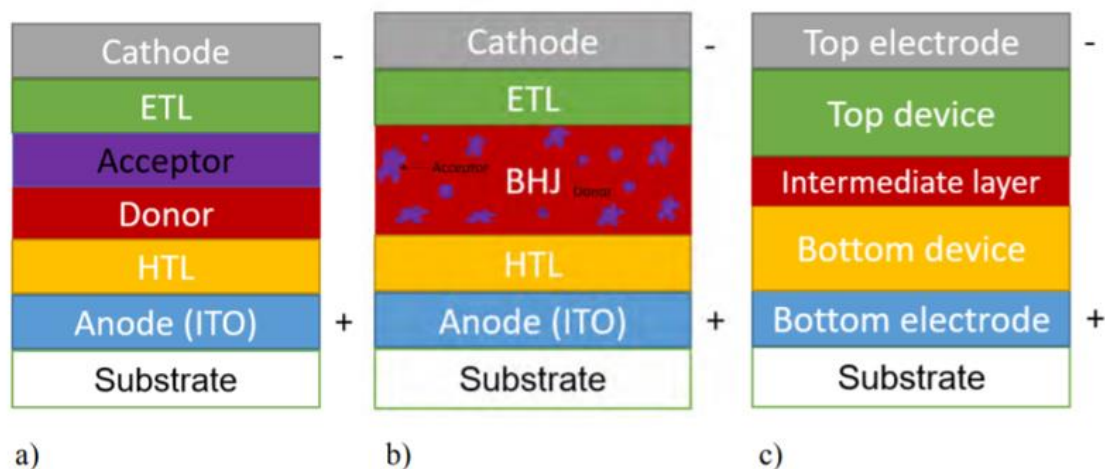 Cathode -
ETL
Acceptor
Donor
HTL
Anode (ITO) +
Substrate
a)
Cathode -
ETL
Acceptor
BHJ
Donor
HTL
Anode (ITO) +
Substrate
b)
Top electrode -
Top device
Intermediate layer
Bottom device
Bottom electrode +
Substrate
c)